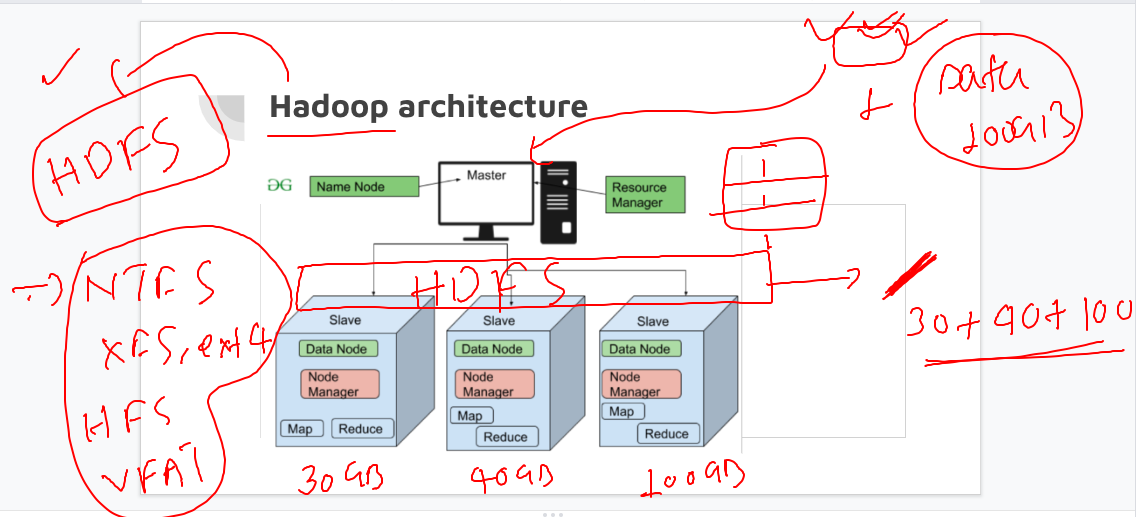 Data
100GB
Hadoop architecture
HDFS
Master
Name Node
Resource
Manager
HDFS
NTFS
XFS, ext4
HFS
VFAT
30+40+100
Slave
Data Node
Node
Manager
Map
Reduce
Slave
Data Node
Node
Manager
Map
Reduce
Slave
Data Node
Node
Manager
Map
Reduce
30GB
40GB
100GB